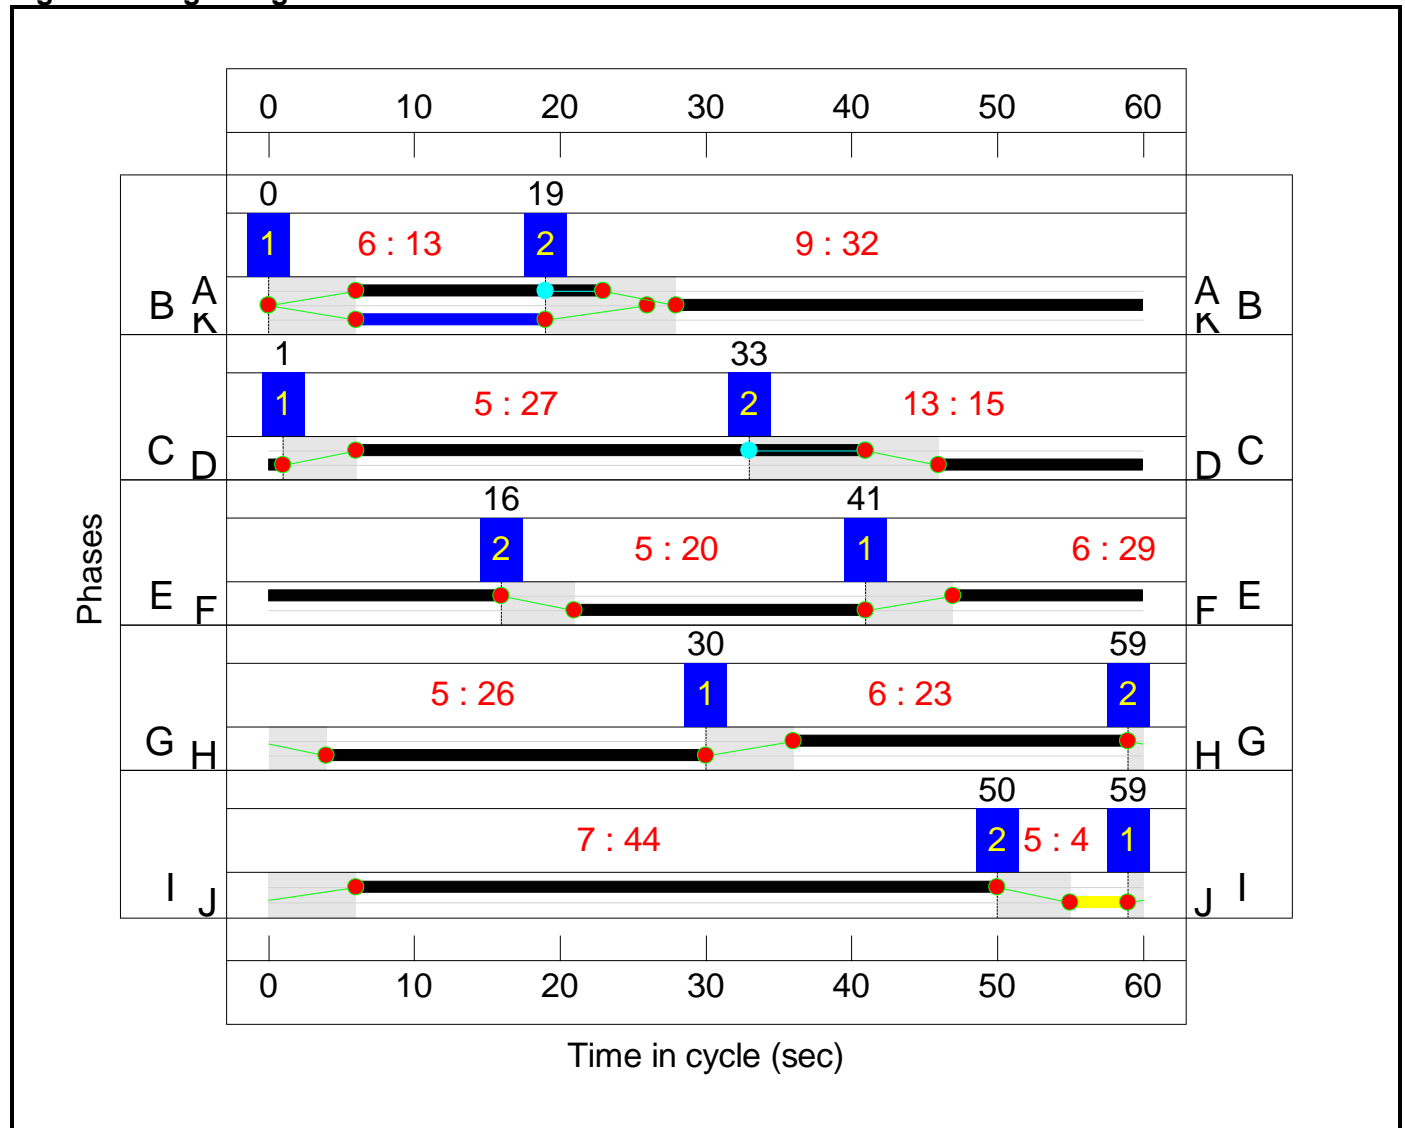 0 10 20 30 40 50 60
0 19
1 6 : 13 2 9 : 32
B A K A K B
1 33
1 5 : 27 2 13 : 15
C D D C
16 41
2 5 : 20 1 6 : 29
E F F E
Phases
30 59
5 : 26 1 6 : 23 2
G H H G
50 59
7 : 44 2 5 : 4 1
I J J I
0 10 20 30 40 50 60
Time in cycle (sec)